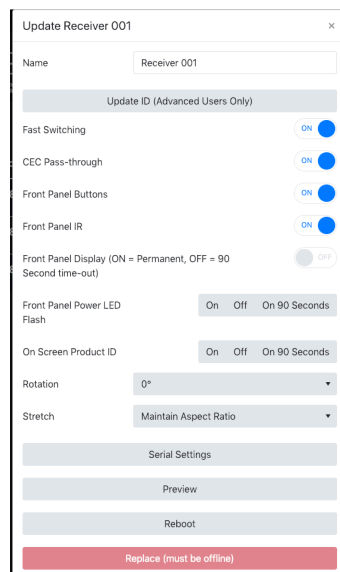 Update Receiver 001 ×
Name Receiver 001
Update ID (Advanced Users Only)
Fast Switching ON
CEC Pass-through ON
Front Panel Buttons ON
Front Panel IR ON
Front Panel Display (ON = Permanent, OFF = 90
Second time-out) OFF
Front Panel Power LED
Flash On Off On 90 Seconds
On Screen Product ID On Off On 90 Seconds
Rotation 0°
Stretch Maintain Aspect Ratio
Serial Settings
Preview
Reboot
Replace (must be offline)